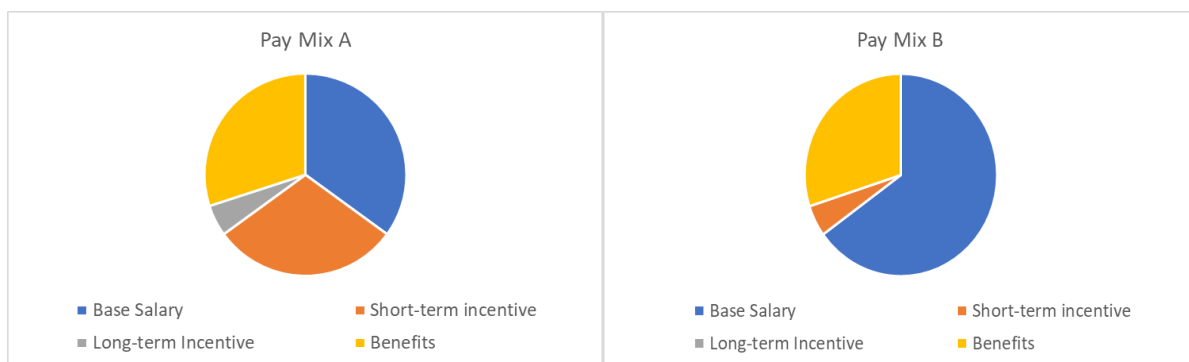 Pay Mix A
Base Salary
Short-term incentive
Long-term Incentive
Benefits
Pay Mix B
Base Salary
Short-term incentive
Long-term Incentive
Benefits